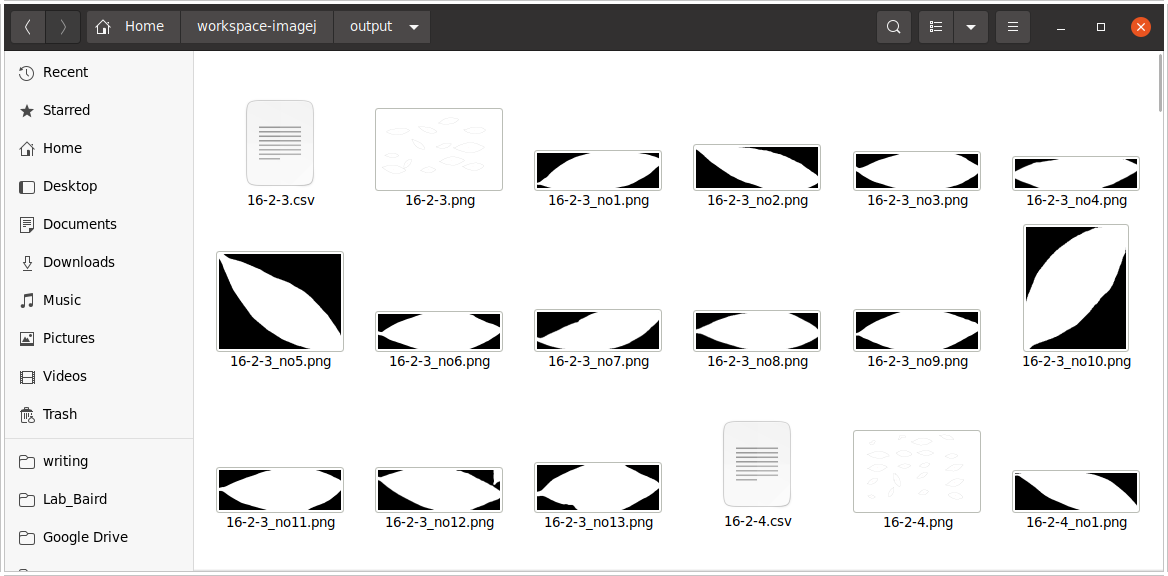 Home workspace-imagej output
Recent
Starred
Home
Desktop
Documents
Downloads
Music
Pictures
Videos
Trash
writing
Lab_Baird
Google Drive
16-2-3.csv 16-2-3.png 16-2-3_no1.png 16-2-3_no2.png 16-2-3_no3.png 16-2-3_no4.png
16-2-3_no5.png 16-2-3_no6.png 16-2-3_no7.png 16-2-3_no8.png 16-2-3_no9.png 16-2-3_no10.png
16-2-3_no11.png 16-2-3_no12.png 16-2-3_no13.png 16-2-4.csv 16-2-4.png 16-2-4_no1.png